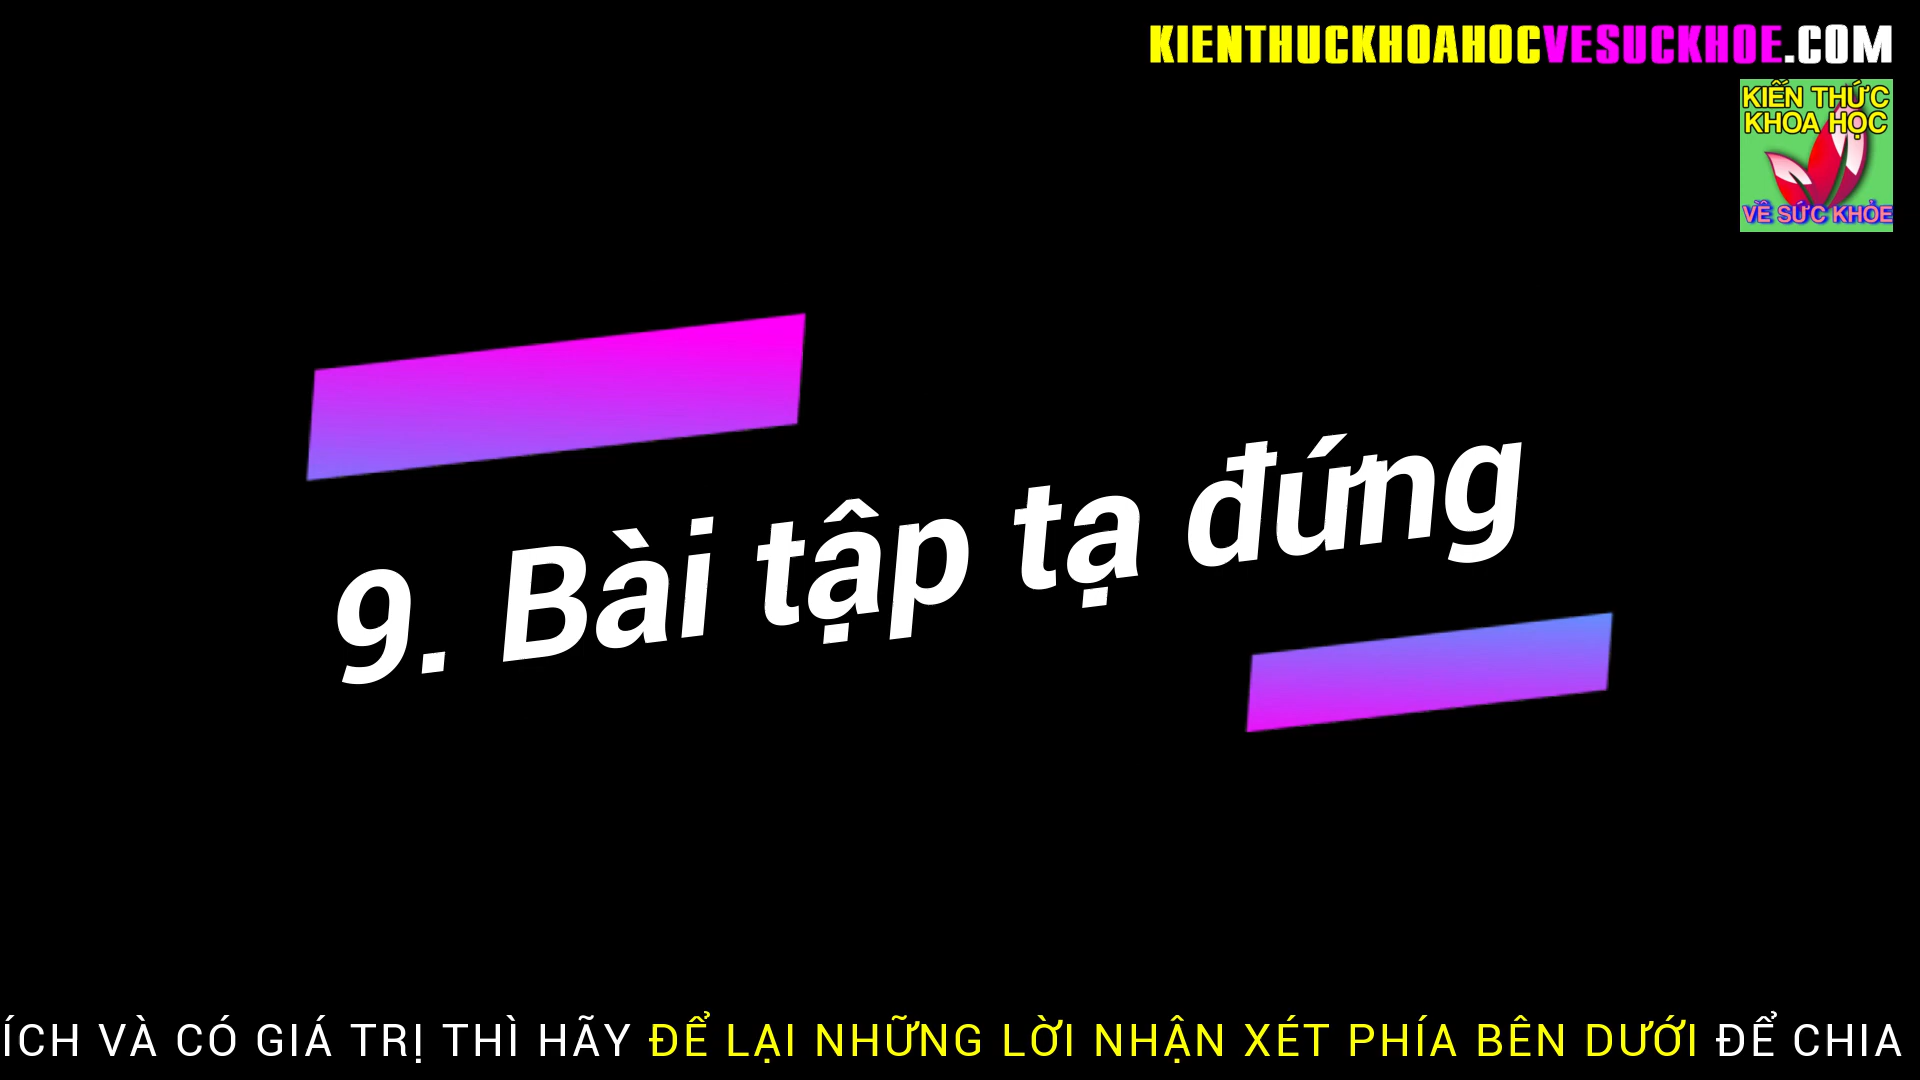 KIENTHUCKHOAHOCVESUCKHOE.COM
KIẾN THỨC
KHOA HỌC
VỀ SỨC KHỎE
9. Bài tập tạ đứng
ÍCH VÀ CÓ GIÁ TRỊ THÌ HÃY ĐỂ LẠI NHỮNG LỜI NHẬN XÉT PHÍA BÊN DƯỚI ĐỂ CHIA